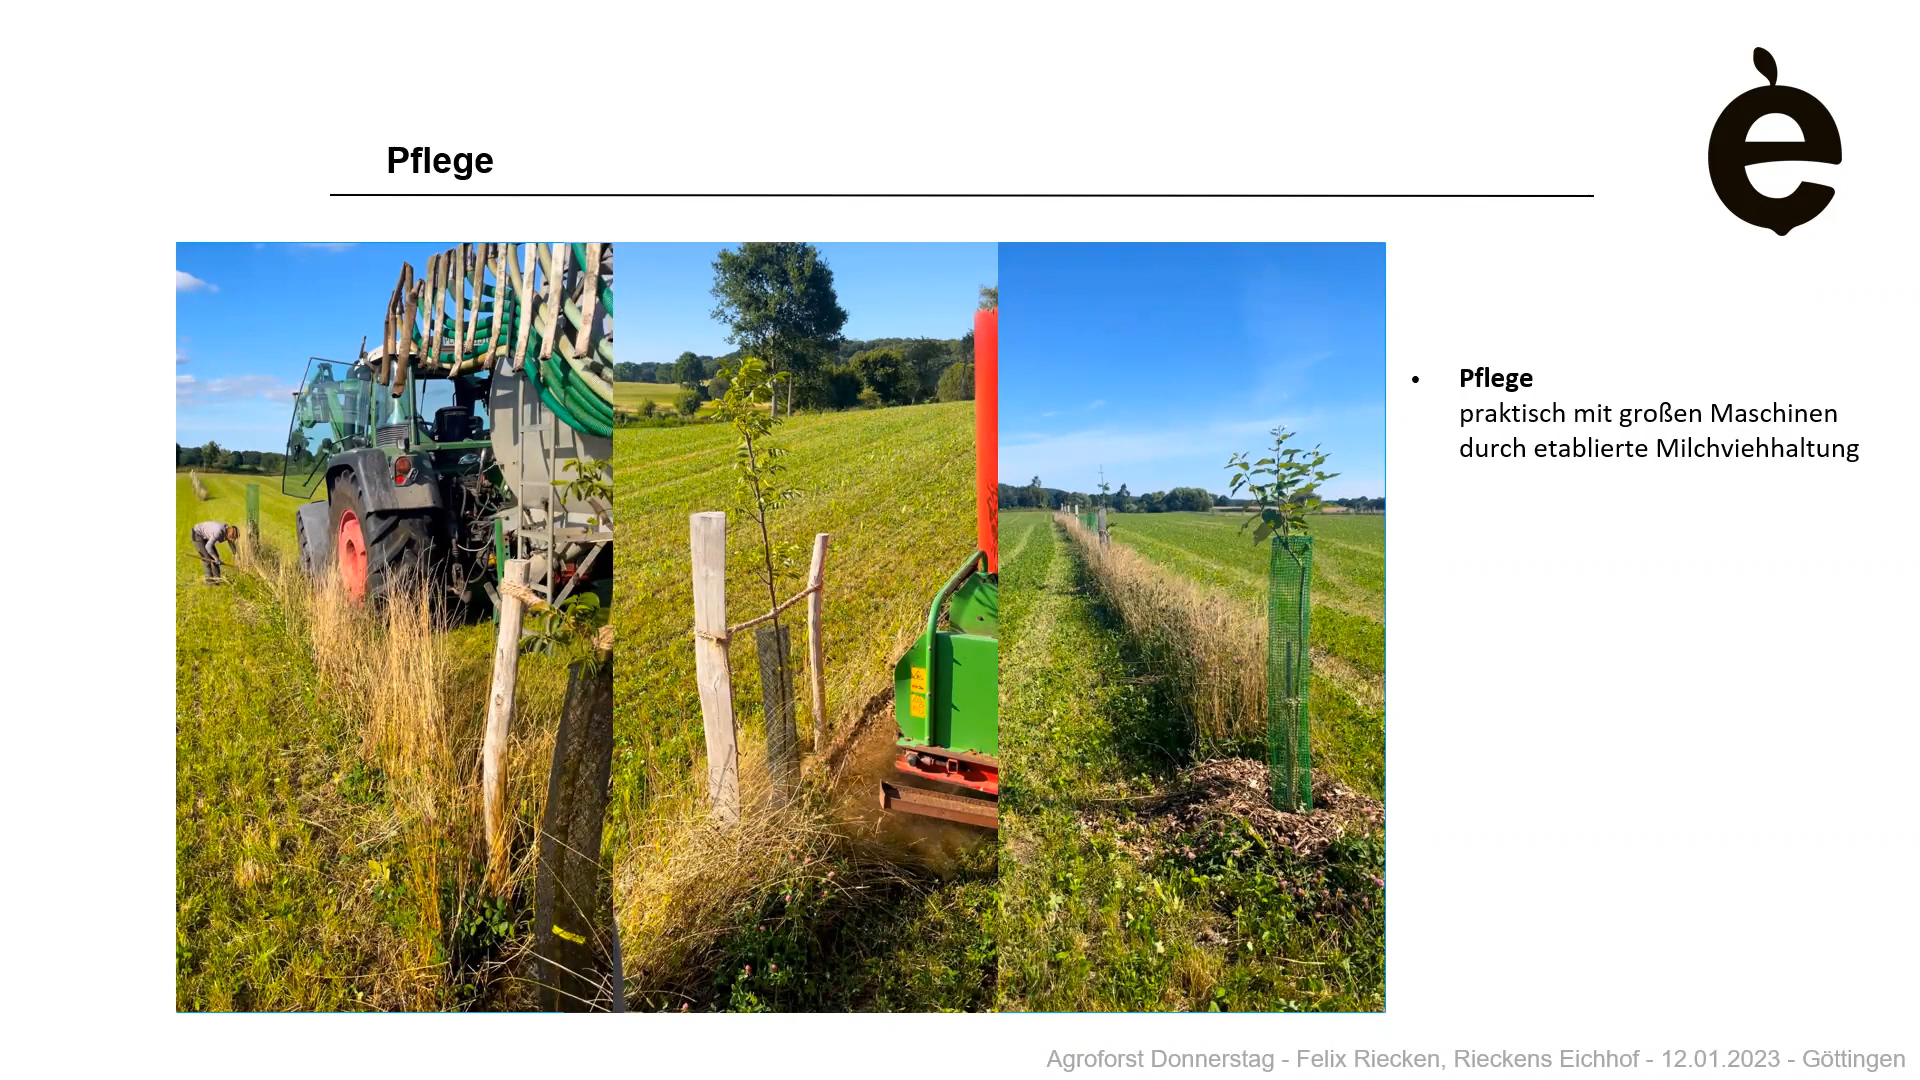 Pflege
• Pflege
praktisch mit großen Maschinen
durch etablierte Milchviehhaltung
Agroforst Donnerstag - Felix Riecken, Rieckens Eichhof - 12.01.2023 - Göttingen